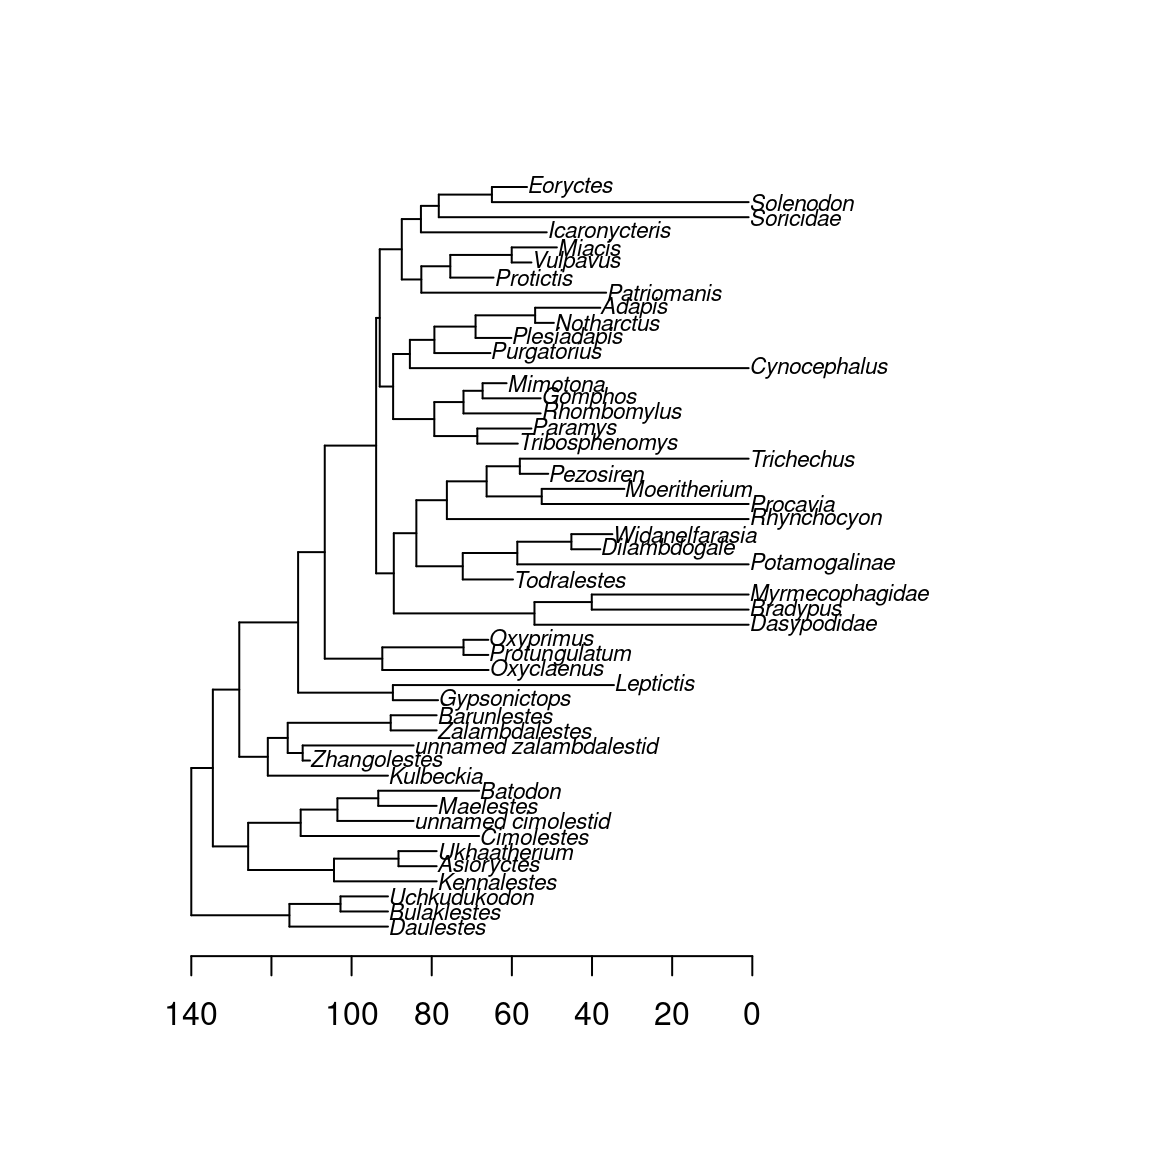 Eoryctes
Solenodon
Soricidae
Icaronycteris
Miacis
Vulpavus
Protictis
Patriomanis
Adapis
Notharctus
Plesiadapis
Purgatorius
Cynocephalus
Mimotona
Gomphos
Rhombomylus
Paramys
Tribosphenomys
Trichechus
Pezosiren
Moeritherium
Procavia
Rhynchocyon
Widanelfarasia
Dilambdogale
Potamogalinae
Todralestes
Myrmecophagidae
Bradypus
Dasypodidae
Oxyprimus
Protungulatum
Oxyclaenus
Leptictis
Gypsonictops
Barunlestes
Zalambdalestes
unnamed zalambdalestid
Zhangolestes
Kulbeckia
Batodon
Maelestes
unnamed cimolestid
Cimolestes
Ukhaatherium
Asioryctes
Kennalestes
Uchkudukodon
Bulaklestes
Daulestes
140 100 80 60 40 20 0